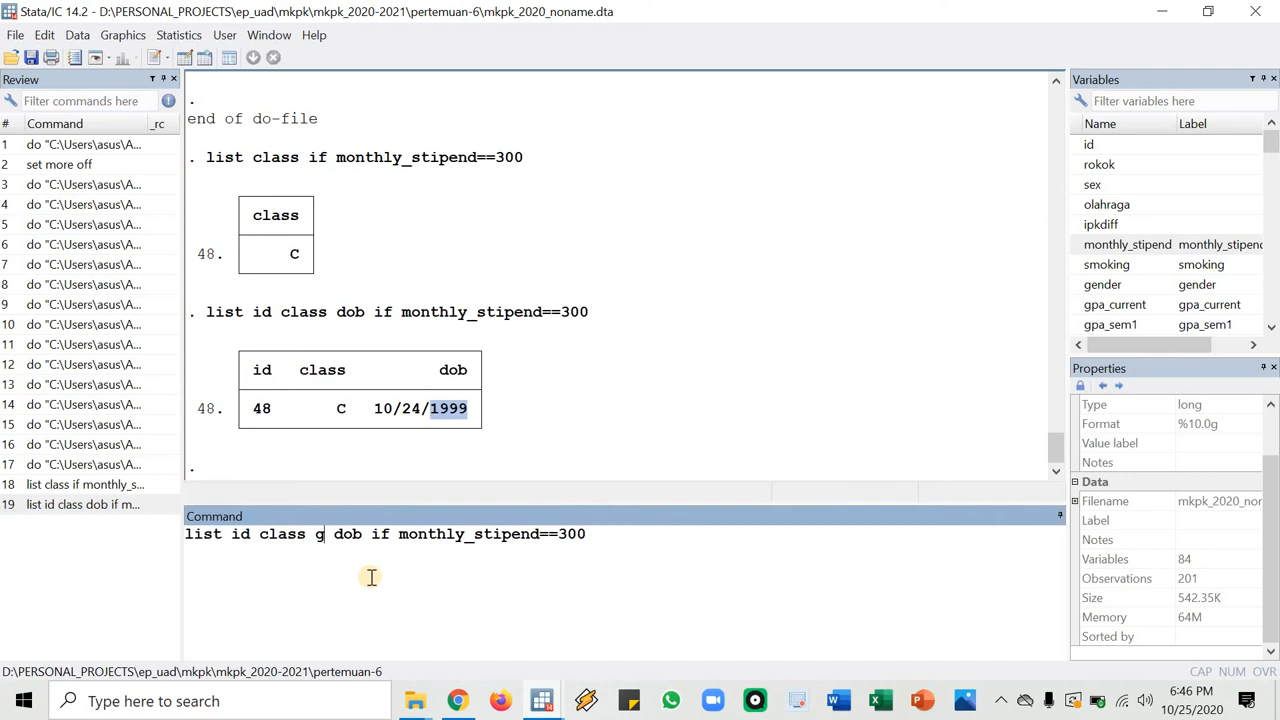 Stata/IC 14.2 - D:\PERSONAL_PROJECTS\ep_uad\mkpk\mkpk_2020-2021\pertemuan-6\mkpk_2020_noname.dta
File Edit Data Graphics Statistics User Window Help
Review
Filter commands here
# Command _rc
1 do "C:\Users\asus\A...
2 set more off
3 do "C:\Users\asus\A...
4 do "C:\Users\asus\A...
5 do "C:\Users\asus\A...
6 do "C:\Users\asus\A...
7 do "C:\Users\asus\A...
8 do "C:\Users\asus\A...
9 do "C:\Users\asus\A...
10 do "C:\Users\asus\A...
11 do "C:\Users\asus\A...
12 do "C:\Users\asus\A...
13 do "C:\Users\asus\A...
14 do "C:\Users\asus\A...
15 do "C:\Users\asus\A...
16 do "C:\Users\asus\A...
17 do "C:\Users\asus\A...
18 list class if monthly_s...
19 list id class dob if m...
.
end of do-file
. list class if monthly_stipend==300
class
48. C
. list id class dob if monthly_stipend==300
id class dob
48. 48 C 10/24/1999
.
Command
list id class g dob if monthly_stipend==300
Variables
Filter variables here
Name Label
id
rokok
sex
olahraga
ipkdiff
monthly_stipend monthly_stipend
smoking smoking
gender gender
gpa_current gpa_current
gpa_sem1 gpa_sem1
Properties
Type long
Format %10.0g
Value label
Notes
Data
Filename mkpk_2020_nor
Label
Notes
Variables 84
Observations 201
Size 542.35K
Memory 64M
Sorted by
D:\PERSONAL_PROJECTS\ep_uad\mkpk\mkpk_2020-2021\pertemuan-6
CAP NUM OVR
Type here to search
6:46 PM
10/25/2020